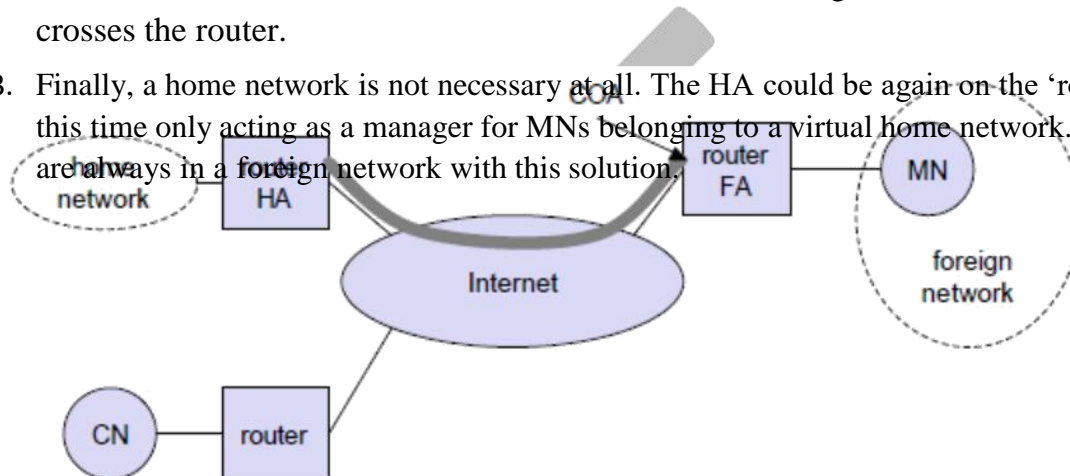 crosses the router.
3. Finally, a home network is not necessary at all. The HA could be again on the ‘r
this time only acting as a manager for MNs belonging to a virtual home network.
are always in a foreign network with this solution.
COA
home
network
router
HA
router
FA
MN
Internet
foreign
network
CN
router